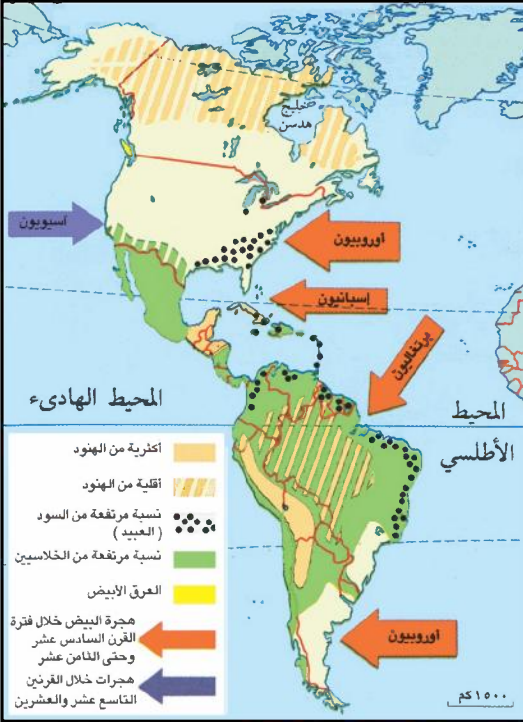 خليج
هدسن
آسيويون
أوروبيون
إسبانيون
برتغاليون
المحيط الهادىء
المحيط
الأطلسي
أوروبيون
أكثرية من الهنود
أقلية من الهنود
نسبة مرتفعة من السود
( العبيد )
نسبة مرتفعة من الخلاسيين
العرق الأبيض
هجرة البيض خلال فترة
القرن السادس عشر
وحتى الثامن عشر
هجرات خلال القرنين
التاسع عشر والعشرين
١٥٠٠ كم